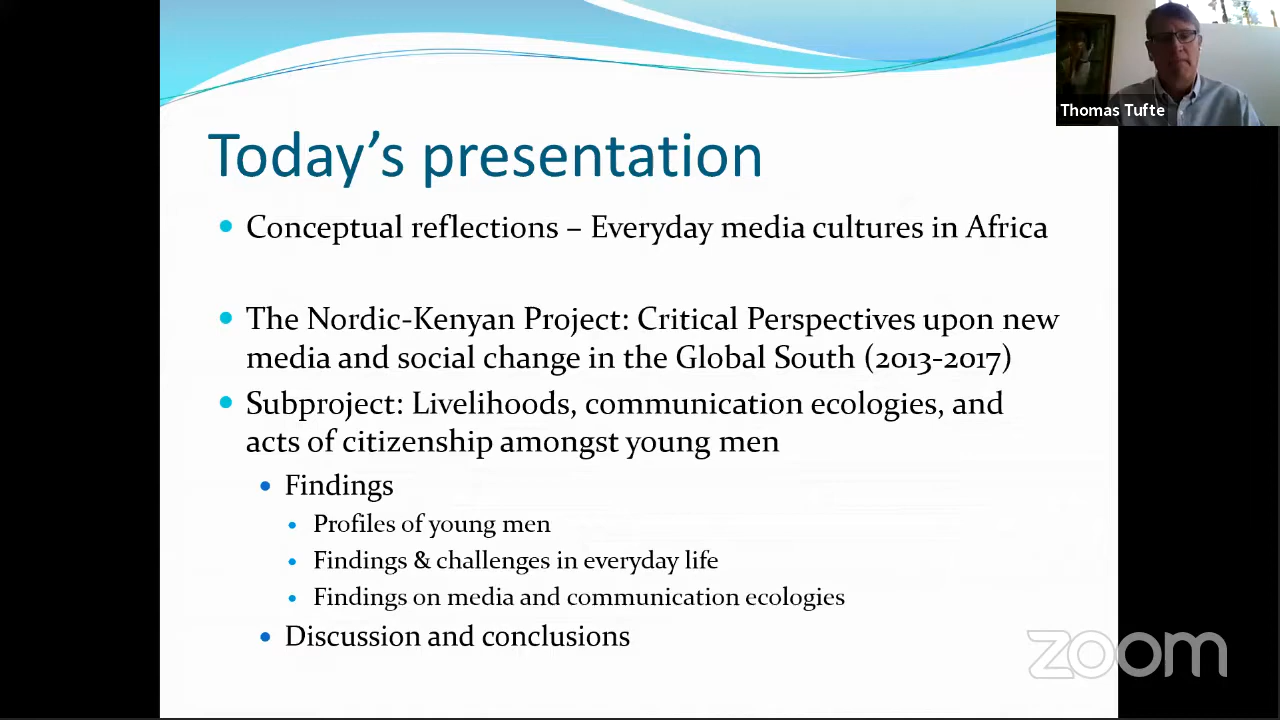 Thomas Tufte
Today’s presentation
• Conceptual reflections – Everyday media cultures in Africa
• The Nordic-Kenyan Project: Critical Perspectives upon new
media and social change in the Global South (2013-2017)
• Subproject: Livelihoods, communication ecologies, and
acts of citizenship amongst young men
• Findings
• Profiles of young men
• Findings & challenges in everyday life
• Findings on media and communication ecologies
• Discussion and conclusions
zoom